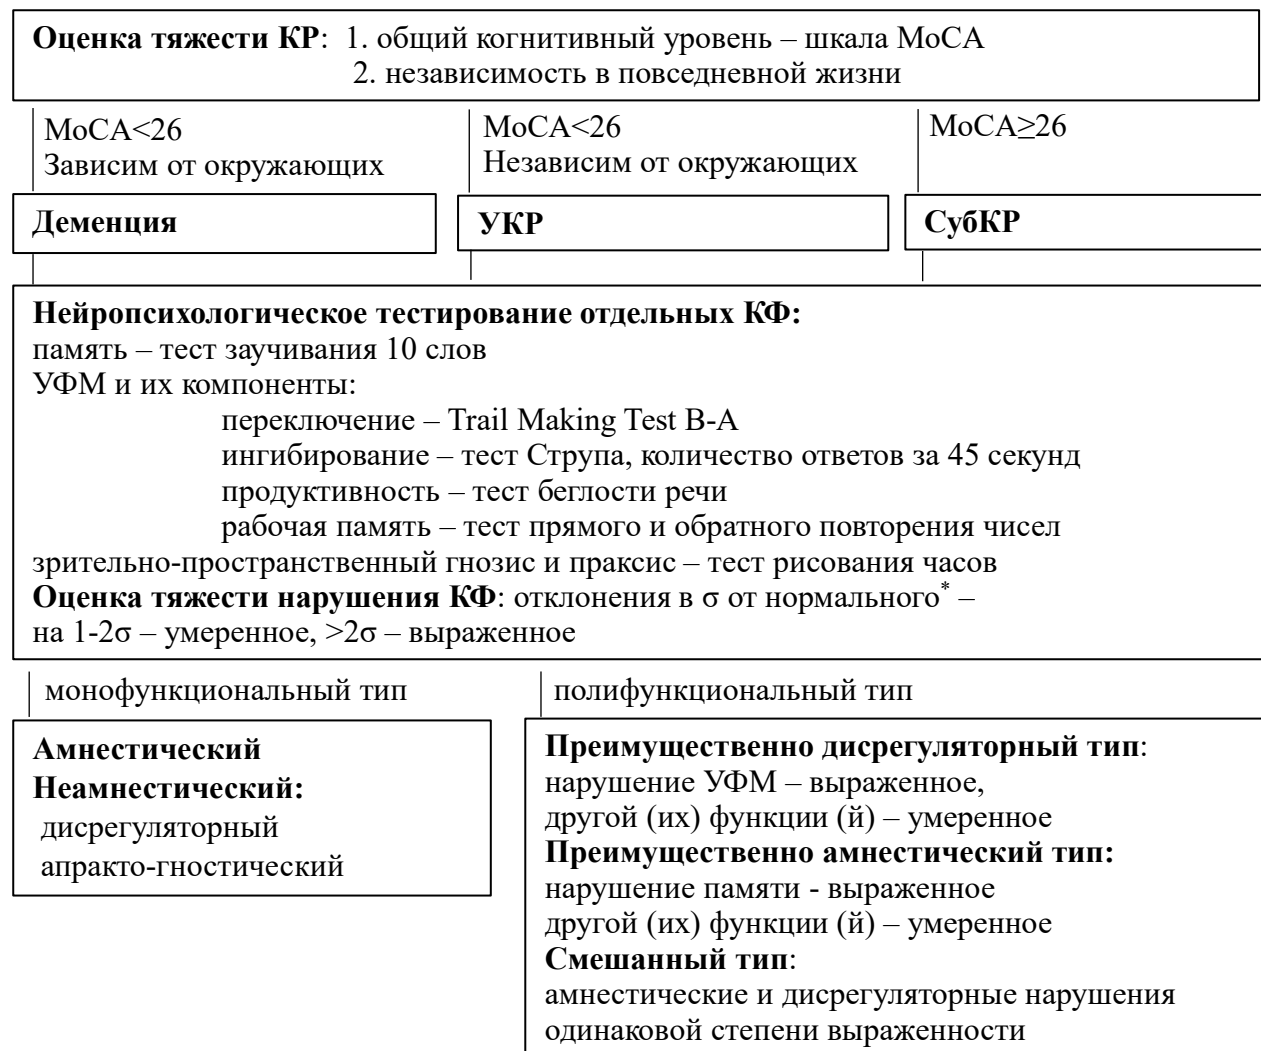 Оценка тяжести КР: 1. общий когнитивный уровень – шкала MoCA
2. независимость в повседневной жизни
MoCA<26
Зависим от окружающих
MoCA<26
Независим от окружающих
MoCA≥26
Деменция
УКР
СубКР
Нейропсихологическое тестирование отдельных КФ:
память – тест заучивания 10 слов
УФМ и их компоненты:
переключение – Trail Making Test B-A
ингибирование – тест Струпа, количество ответов за 45 секунд
продуктивность – тест беглости речи
рабочая память – тест прямого и обратного повторения чисел
зрительно-пространственный гнозис и праксис – тест рисования часов
Оценка тяжести нарушения КФ: отклонения в σ от нормального* –
на 1-2σ – умеренное, >2σ – выраженное
монофункциональный тип
полифункциональный тип
Амнестический
Неамнестический:
дисрегуляторный
апракто-гностический
Преимущественно дисрегуляторный тип:
нарушение УФМ – выраженное,
другой (их) функции (й) – умеренное
Преимущественно амнестический тип:
нарушение памяти - выраженное
другой (их) функции (й) – умеренное
Смешанный тип:
амнестические и дисрегуляторные нарушения
одинаковой степени выраженности